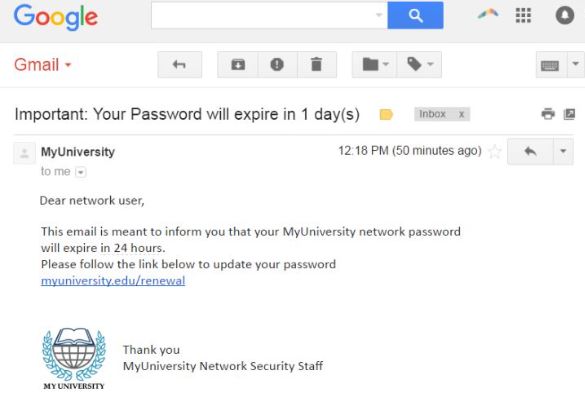 Google
Gmail
Important: Your Password will expire in 1 day(s) Inbox x
MyUniversity 12:18 PM (50 minutes ago)
to me
Dear network user,
This email is meant to inform you that your MyUniversity network password
will expire in 24 hours.
Please follow the link below to update your password
myuniversity.edu/renewal
Thank you
MyUniversity Network Security Staff
MY UNIVERSITY